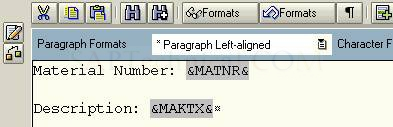 Formats Formats ¶
Paragraph Formats * Paragraph Left-aligned Character F
Material Number: &MATNR&
Description: &MAKTX&¤